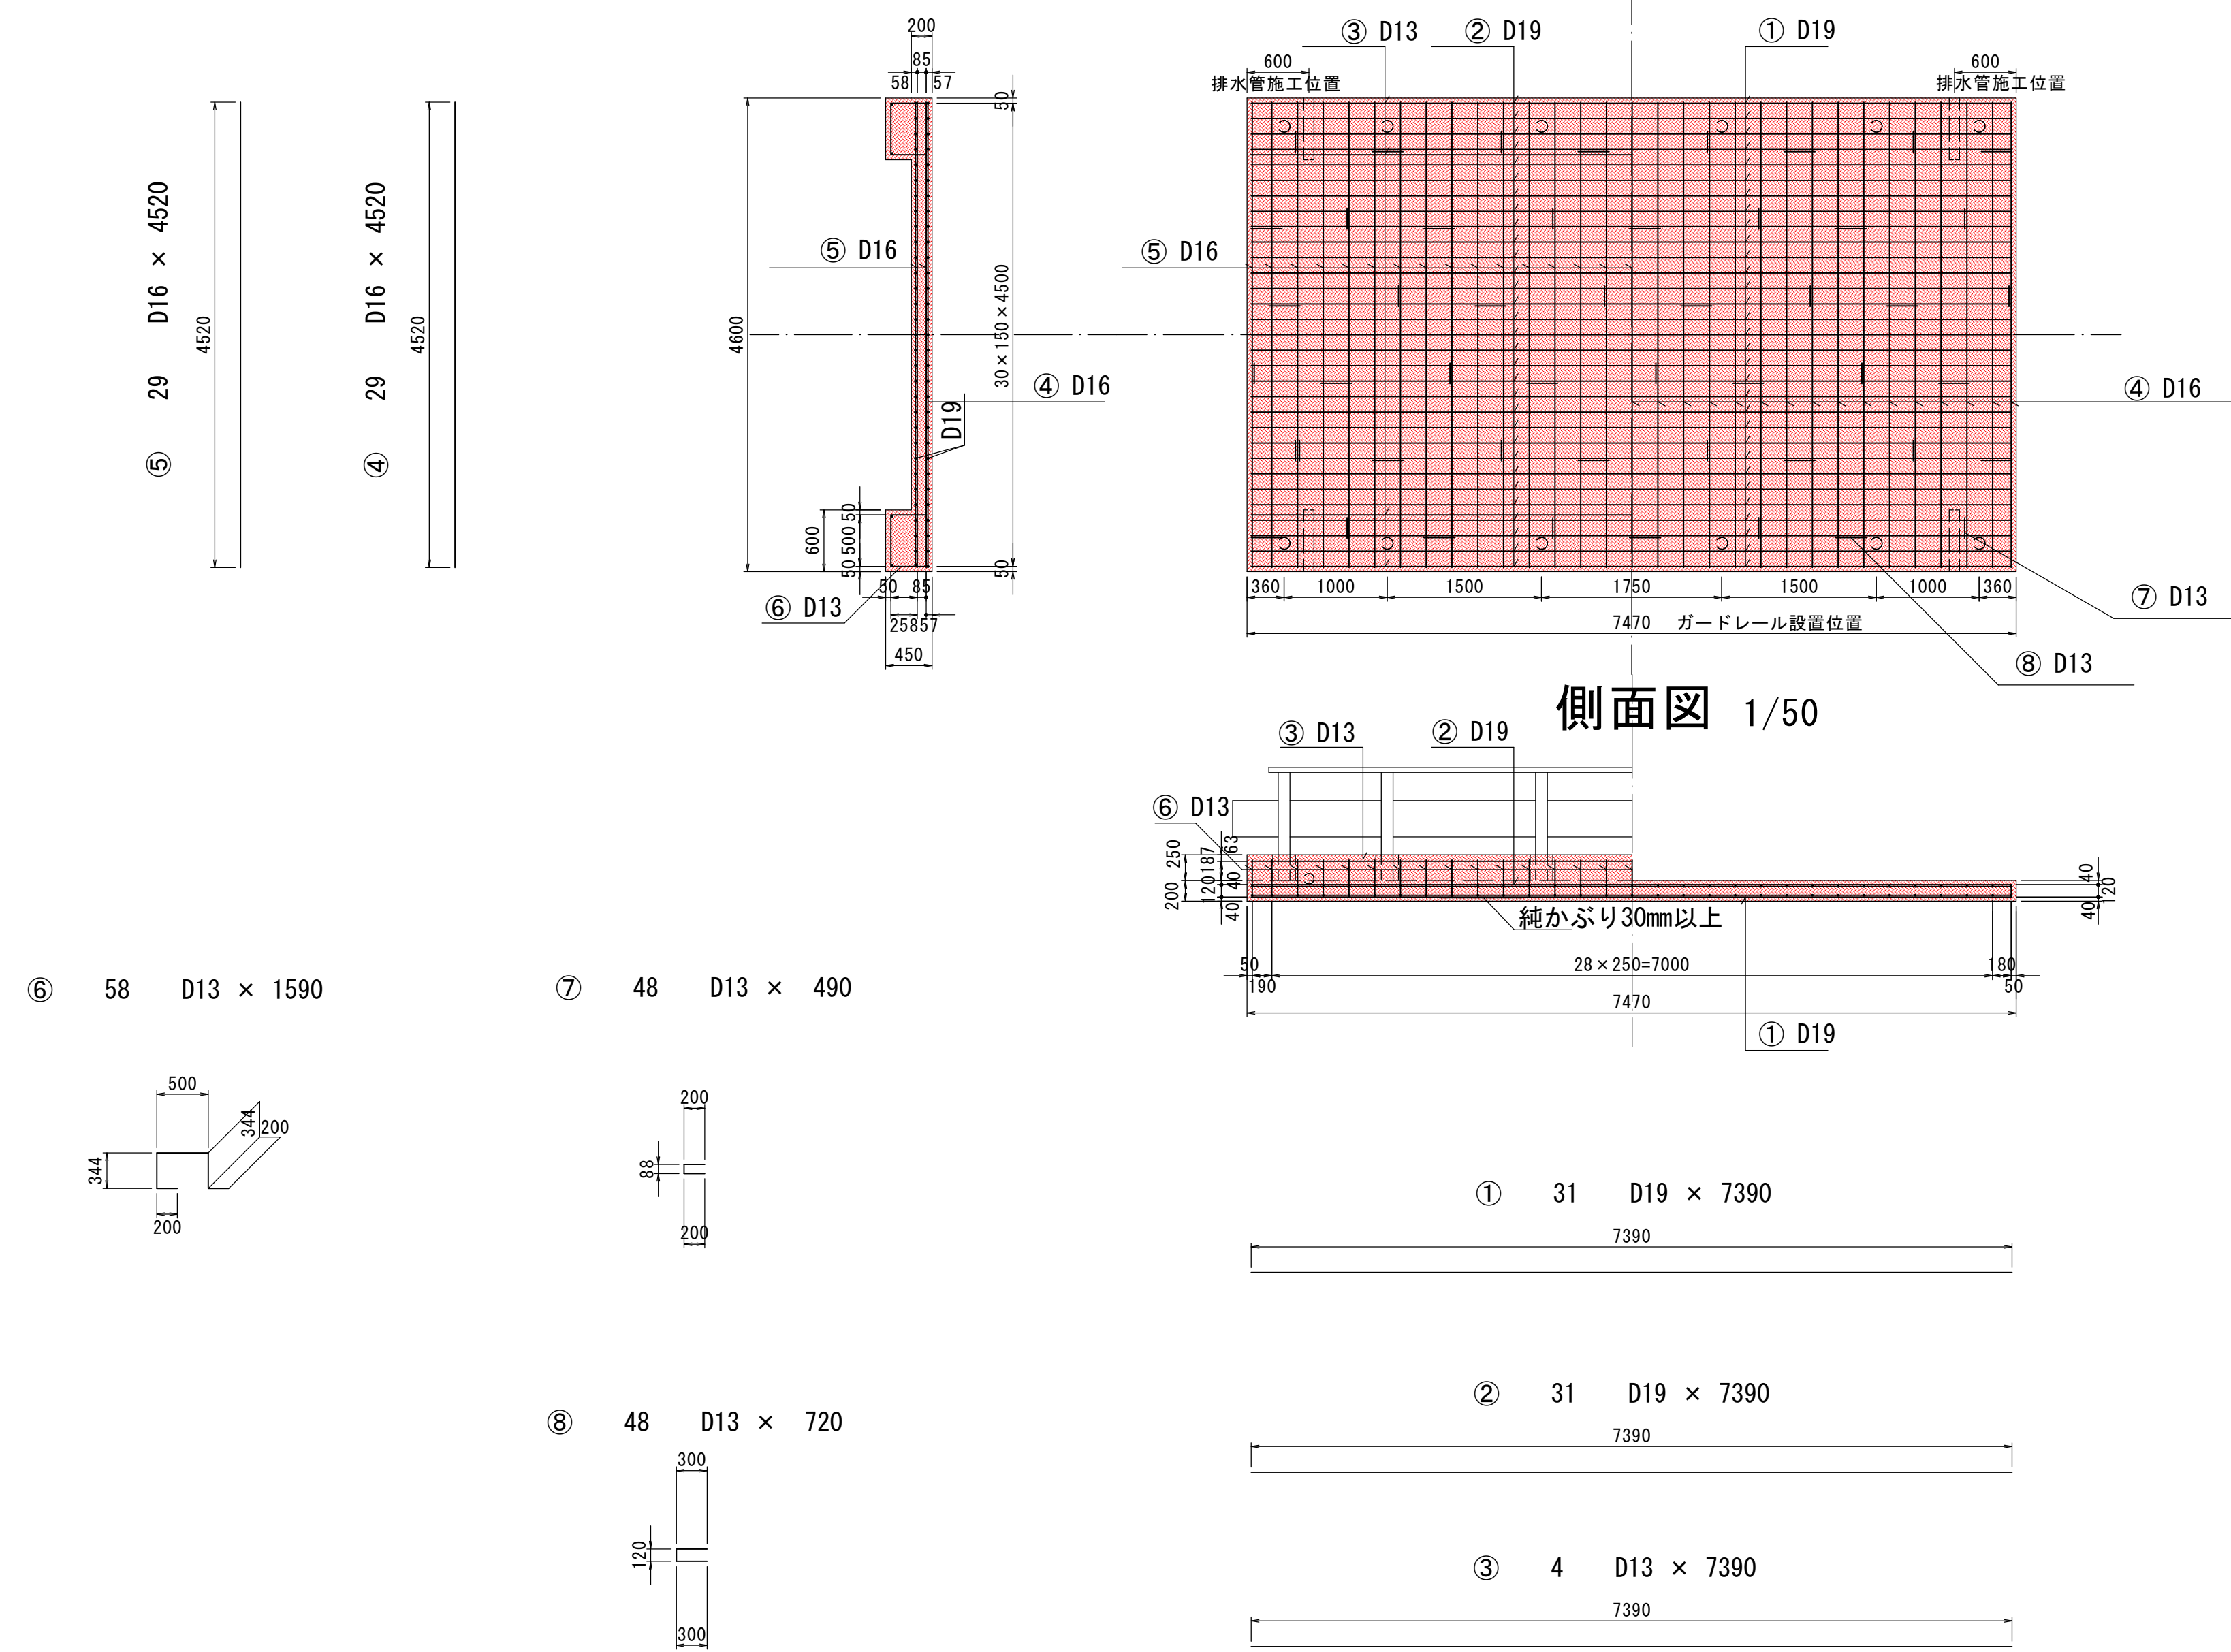 ③ D13
② D19
① D19
200
85
58
57
600
排水管施工位置
600
排水管施工位置
50
⑤ 29 D16 × 4520
4520
④ 29 D16 × 4520
4520
4600
⑤ D16
30×150×4500
④ D16
D19
⑤ D16
④ D16
600
50
500
50
50
50
85
258
57
450
⑥ D13
360
1000
1500
1750
1500
1000
360
7470 ガードレール設置位置
⑦ D13
⑧ D13
側面図 1/50
③ D13
② D19
⑥ D13
250
200
187
63
40
120
40
40
120
40
純かぶり30mm以上
50
190
28×250=7000
180
50
7470
① D19
⑥ 58 D13 × 1590
500
344
344
200
200
⑦ 48 D13 × 490
200
88
200
① 31 D19 × 7390
7390
② 31 D19 × 7390
7390
⑧ 48 D13 × 720
300
120
300
③ 4 D13 × 7390
7390